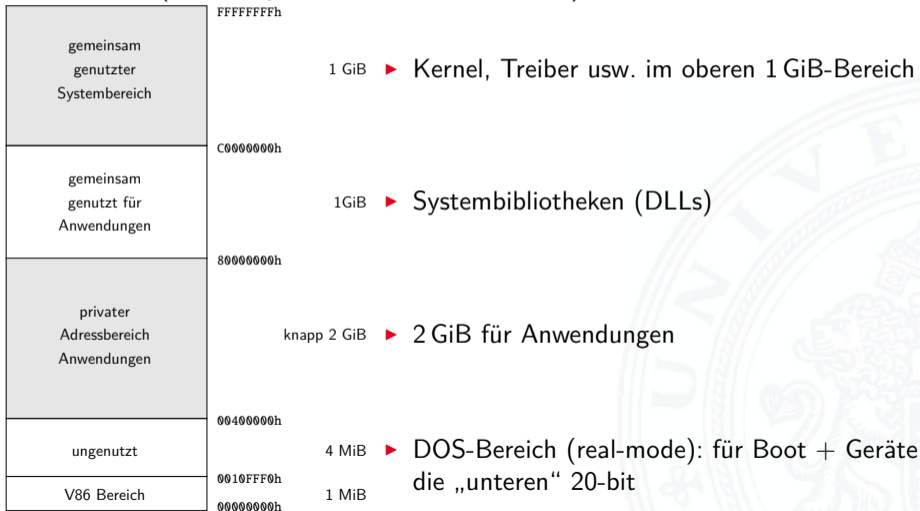 FFFFFFFFh
gemeinsam
genutzter
Systembereich
1 GiB ▶ Kernel, Treiber usw. im oberen 1 GiB-Bereich
C0000000h
gemeinsam
genutzt für
Anwendungen
1GiB ▶ Systembibliotheken (DLLs)
80000000h
privater
Adressbereich
Anwendungen
knapp 2 GiB ▶ 2 GiB für Anwendungen
00400000h
ungenutzt
4 MiB ▶ DOS-Bereich (real-mode): für Boot + Geräte
die „unteren“ 20-bit
0010FFF0h
V86 Bereich
1 MiB
00000000h
UNIVE